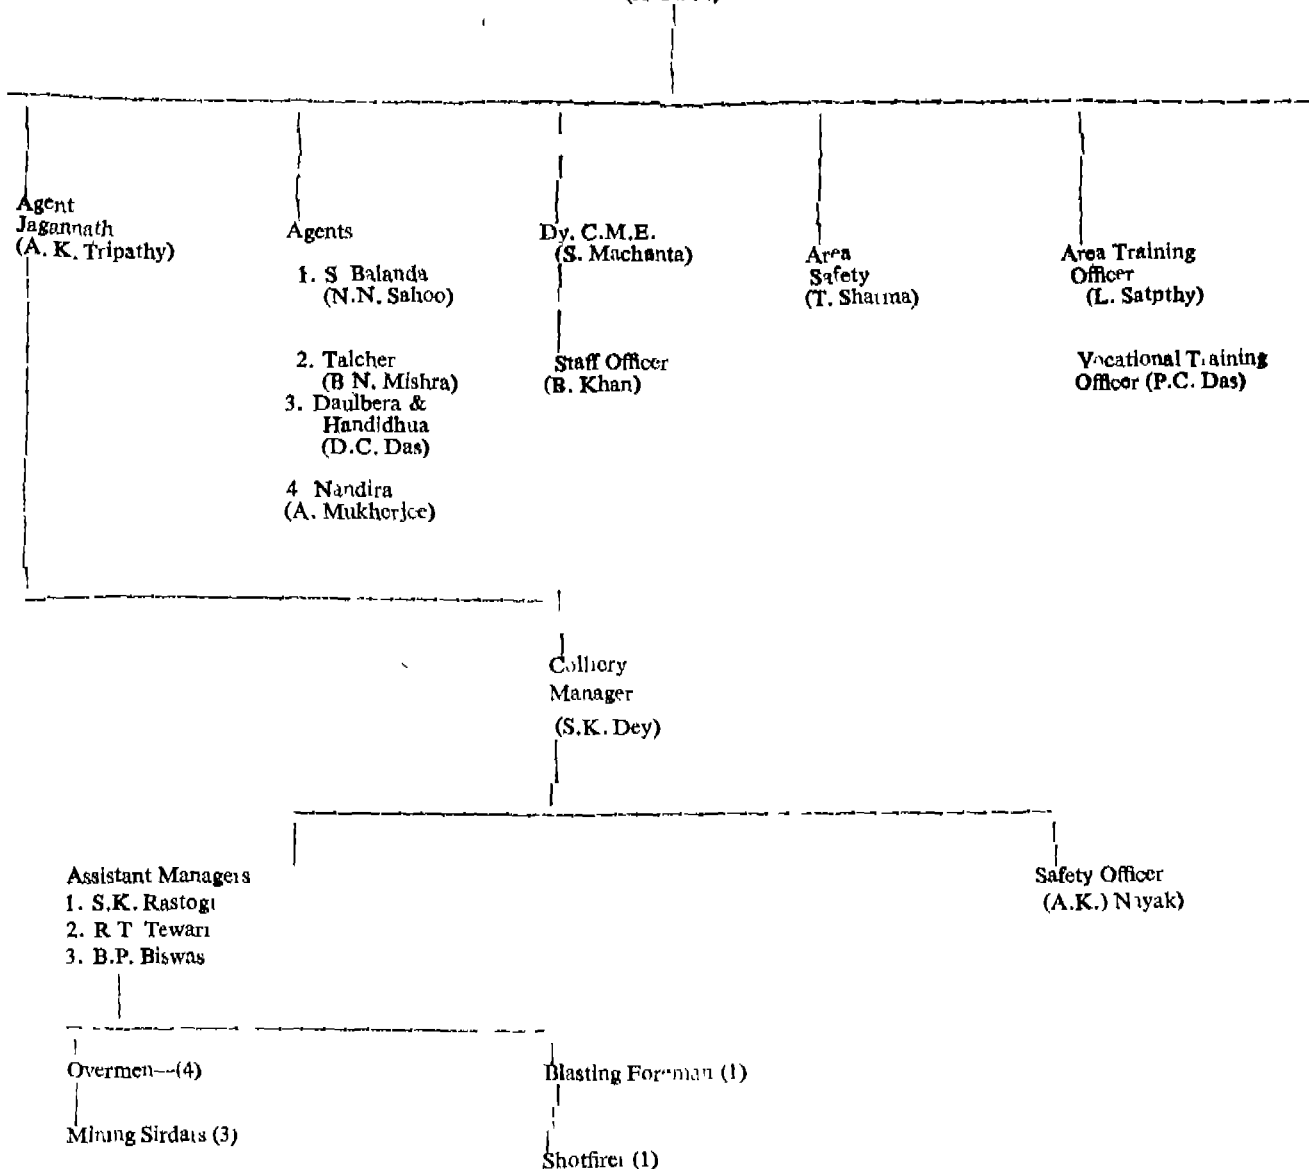 Agent
Jagannath
(A. K. Tripathy)
Agents
1. S Balanda
(N.N. Sahoo)
2. Talcher
(B N. Mishra)
3. Daulbera &
Handidhua
(D.C. Das)
4 Nandira
(A. Mukherjee)
Dy. C.M.E.
(S. Machanta)
Staff Officer
(B. Khan)
Area
Safety
(T. Sharma)
Area Training
Officer
(L. Satpthy)
Vocational Training
Officer (P.C. Das)
Colliery
Manager
(S.K. Dey)
Assistant Managers
1. S.K. Rastogi
2. R T Tewari
3. B.P. Biswas
Safety Officer
(A.K.) Nayak)
Overmen—(4)
Blasting Foreman (1)
Mining Sirdars (3)
Shotfirer (1)